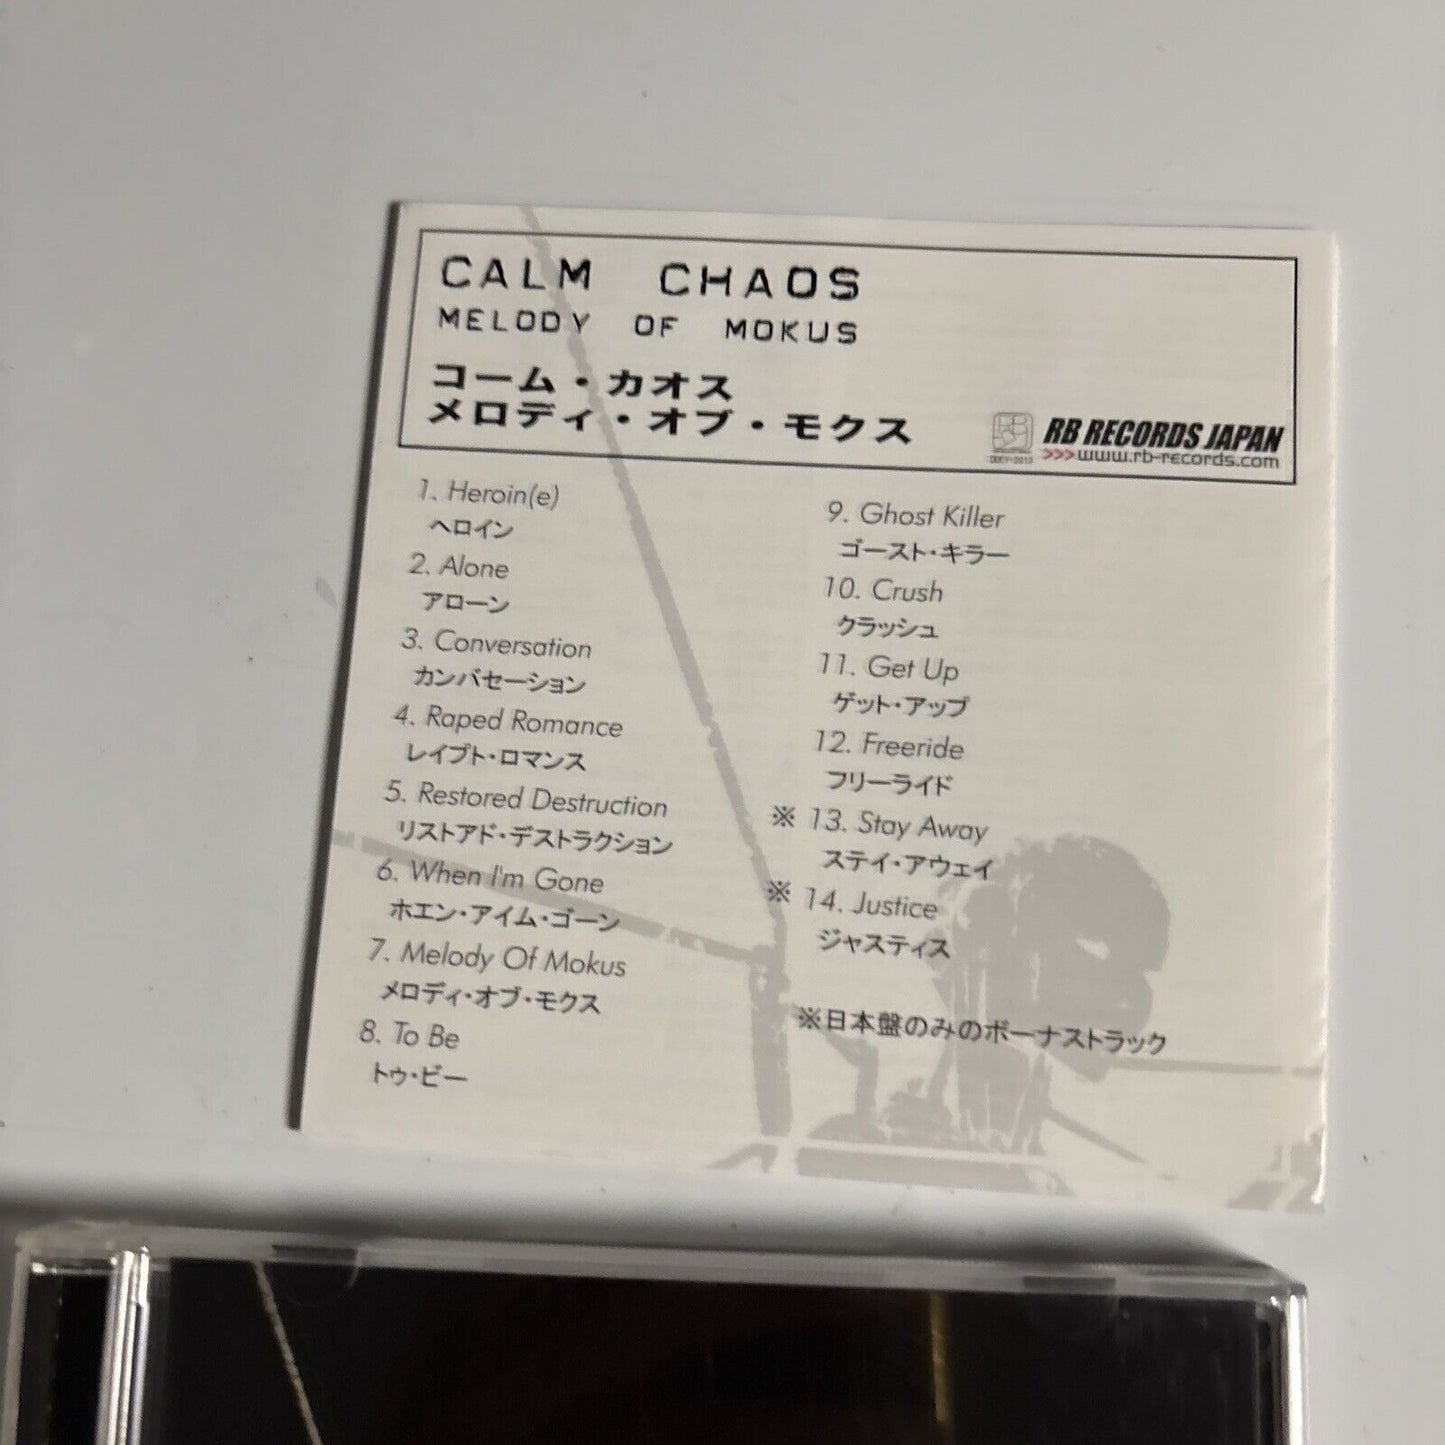 CALM CHAOS
MELODY OF MOKUS
コーム・カオス
メロディ・オブ・モクス
RB RECORDS JAPAN
>>>www.rb-records.com
1. Heroin(e)
ヘロイン
2. Alone
アローン
3. Conversation
カンバセーション
4. Raped Romance
レイプト・ロマンス
5. Restored Destruction
リストアド・デストラクション
6. When I'm Gone
ホエン・アイム・ゴーン
7. Melody Of Mokus
メロディ・オブ・モクス
8. To Be
トゥ・ビー
9. Ghost Killer
ゴースト・キラー
10. Crush
クラッシュ
11. Get Up
ゲット・アップ
12. Freeride
フリーライド
※ 13. Stay Away
ステイ・アウェイ
※ 14. Justice
ジャスティス
※日本盤のみのボーナストラック